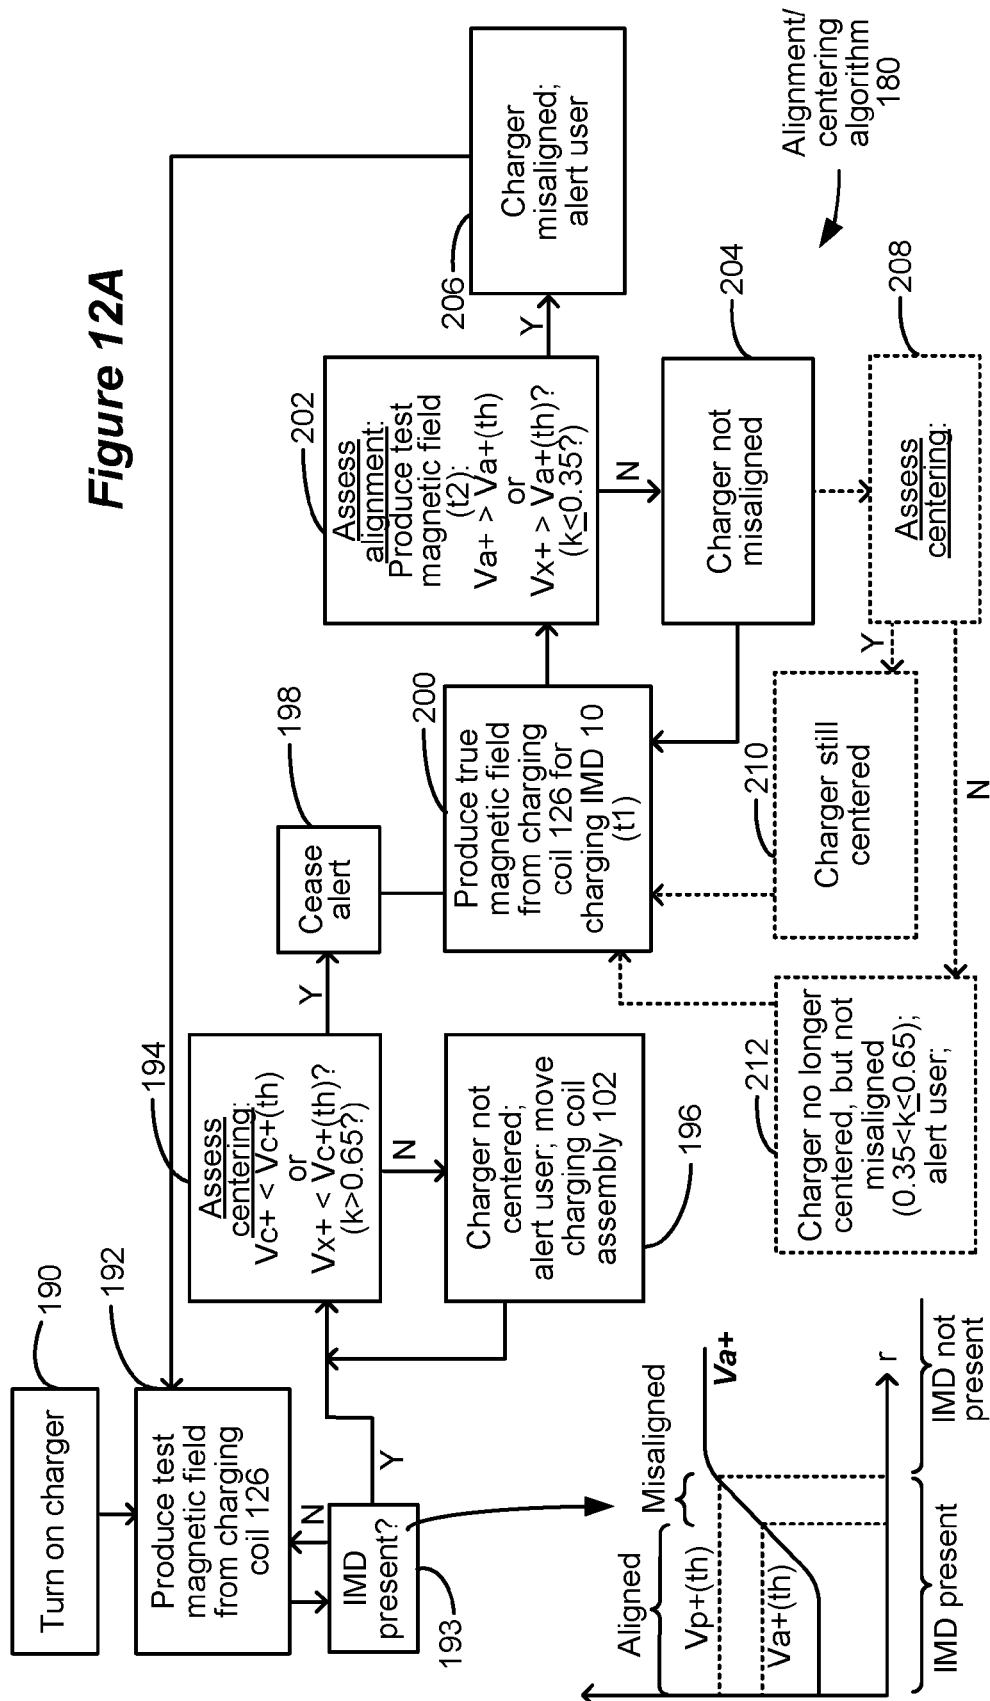 Figure 12A
Turn on charger
190
Produce test
magnetic field
from charging
coil 126
192
N
IMD
present?
193
Y
Assess
centering:
Vc+ < Vc+(th)
or
Vx+ < Vc+(th)?
(k>0.65?)
194
N
Y
Charger not
centered;
alert user; move
charging coil
assembly 102
196
Cease
alert
198
Produce true
magnetic field
from charging
coil 126 for
charging IMD 10
(t1)
200
Assess
alignment:
Produce test
magnetic field
(t2):
Va+ > Va+(th)
or
Vx+ > Va+(th)?
(k≤0.35?)
202
Y
N
Charger
misaligned;
alert user
206
Charger not
misaligned
204
Assess
centering:
208
Y
N
Charger still
centered
210
Charger no longer
centered, but not
misaligned
(0.35<k≤0.65);
alert user;
212
Alignment/
centering
algorithm
180
Aligned
Misaligned
Vp+(th)
Va+(th)
Va+
r
IMD present
IMD not
present